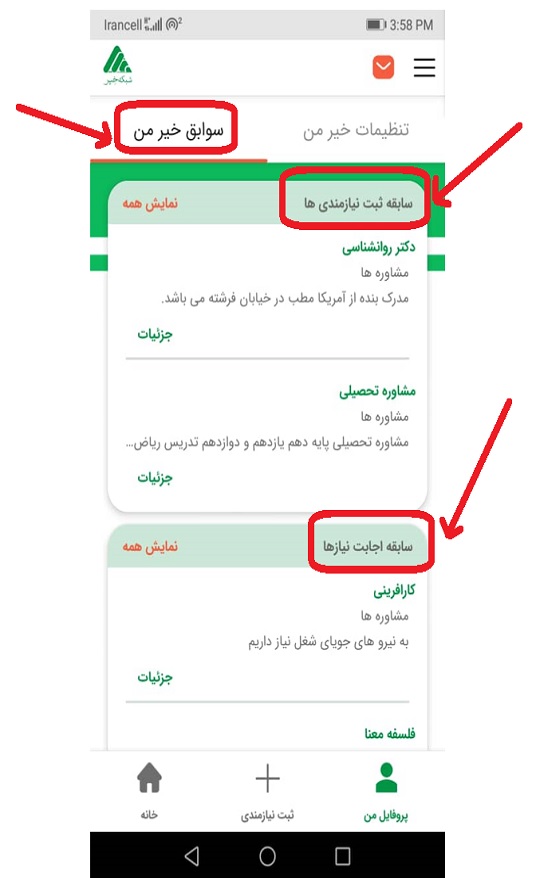 Irancell 3:58 PM
شبکه خیر
تنظیمات خیر من
سوابق خیر من
سابقه ثبت نیازمندی ها
نمایش همه
دکتر روانشناسی
مشاوره ها
مدرک بنده از آمریکا مطب در خیابان فرشته می باشد.
جزئیات
مشاوره تحصیلی
مشاوره ها
مشاوره تحصیلی پایه دهم یازدهم و دوازدهم تدریس ریاض...
جزئیات
سابقه اجابت نیازها
نمایش همه
کارافرینی
مشاوره ها
به نیرو های جویای شغل نیاز داریم
جزئیات
فلسفه معنا
پروفایل من
ثبت نیازمندی
خانه